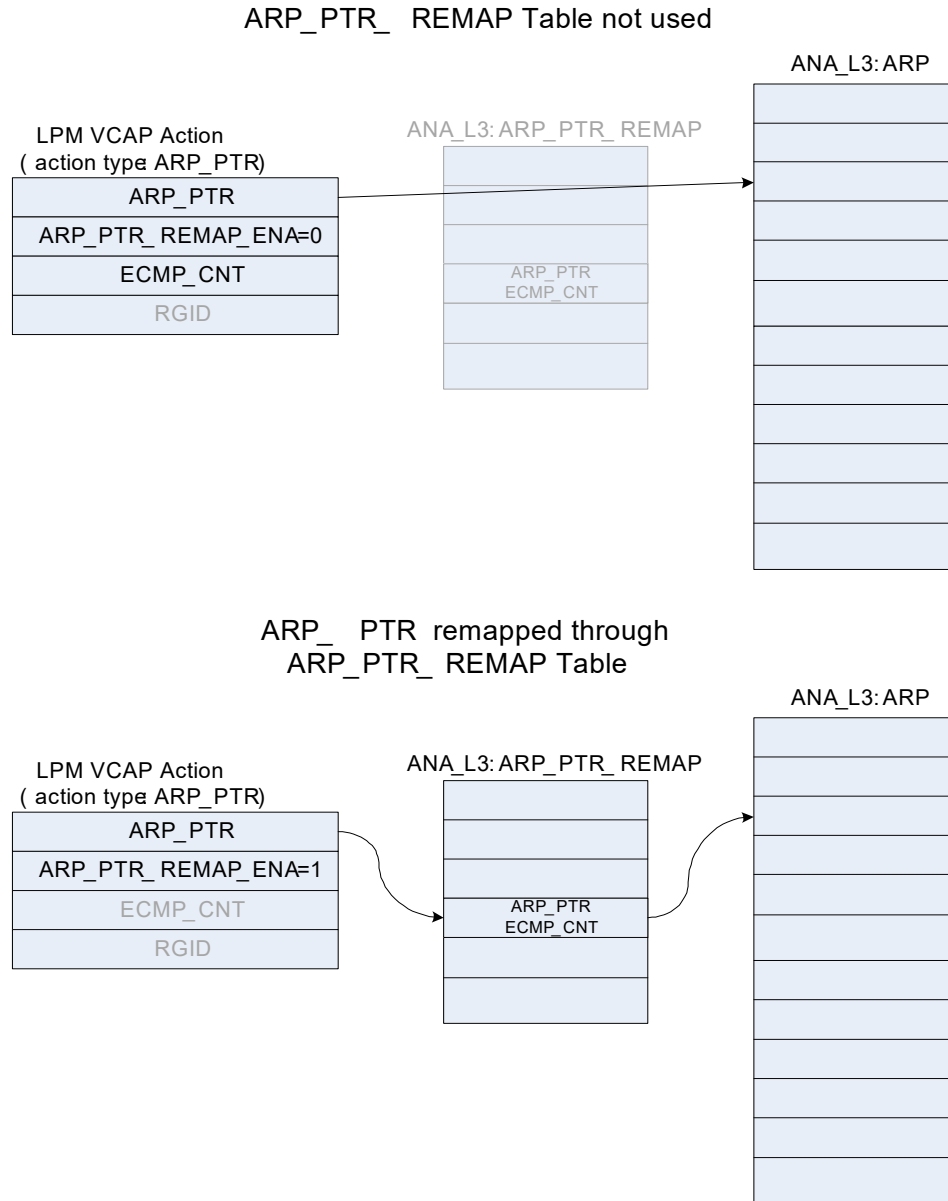 ARP_PTR_ REMAP Table not used
ANA_L3: ARP
LPM VCAP Action
( action type: ARP_PTR)
ANA_L3: ARP_PTR_ REMAP
ARP_PTR
ARP_PTR_ REMAP_ENA=0
ECMP_CNT
RGID
ARP_PTR
ECMP_CNT
ARP_ PTR remapped through
ARP_PTR_ REMAP Table
ANA_L3: ARP
LPM VCAP Action
( action type: ARP_PTR)
ANA_L3: ARP_PTR_ REMAP
ARP_PTR
ARP_PTR_ REMAP_ENA=1
ECMP_CNT
RGID
ARP_PTR
ECMP_CNT